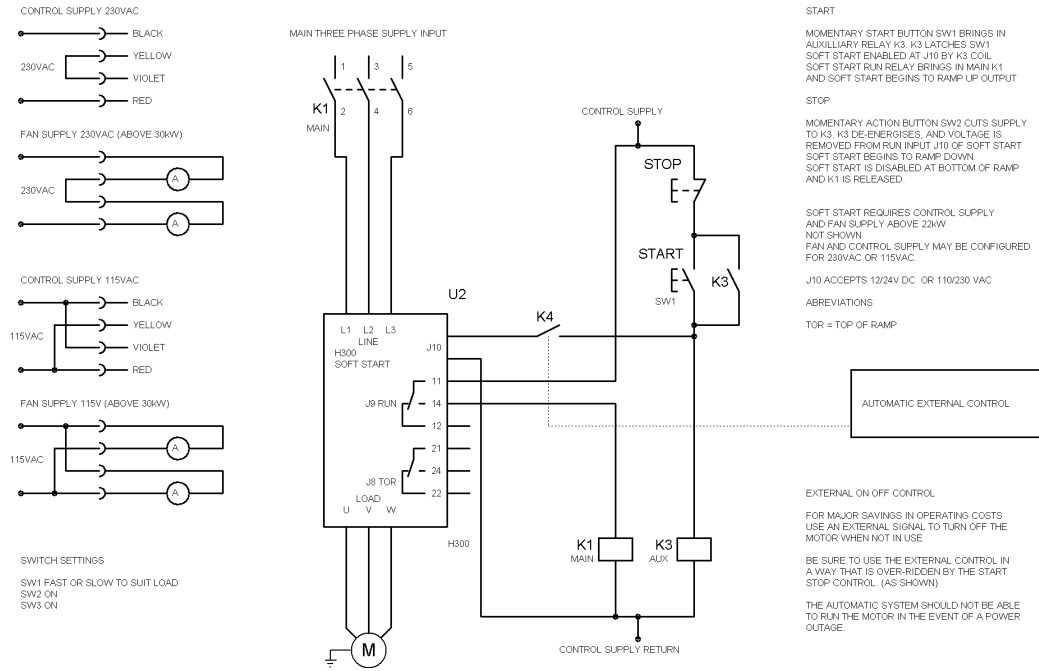 CONTROL SUPPLY 230VAC
BLACK
YELLOW
230VAC
VIOLET
RED
FAN SUPPLY 230VAC (ABOVE 30kW)
A
230VAC
A
CONTROL SUPPLY 115VAC
BLACK
YELLOW
115VAC
VIOLET
RED
FAN SUPPLY 115V (ABOVE 30kW)
A
115VAC
A
SWITCH SETTINGS
SW1 FAST OR SLOW TO SUIT LOAD
SW2 ON
SW3 ON
MAIN THREE PHASE SUPPLY INPUT
1 3 5
K1 2 4 6
MAIN
U2
L1 L2 L3
LINE
J10
H300
SOFT START
11
J9 RUN 14
12
21
24
J8 TOR
22
LOAD
U V W
H300
M
CONTROL SUPPLY
STOP
START
SW1
K3
K4
K1
MAIN
K3
AUX
CONTROL SUPPLY RETURN
START
MOMENTARY START BUTTON SW1 BRINGS IN
AUXILLIARY RELAY K3. K3 LATCHES SW1
SOFT START ENABLED AT J10 BY K3 COIL
SOFT START RUN RELAY BRINGS IN MAIN K1
AND SOFT START BEGINS TO RAMP UP OUTPUT
STOP
MOMENTARY ACTION BUTTON SW2 CUTS SUPPLY
TO K3. K3 DE-ENERGISES, AND VOLTAGE IS
REMOVED FROM RUN INPUT J10 OF SOFT START
SOFT START BEGINS TO RAMP DOWN.
SOFT START IS DISABLED AT BOTTOM OF RAMP
AND K1 IS RELEASED.
SOFT START REQUIRES CONTROL SUPPLY
AND FAN SUPPLY ABOVE 22kW
NOT SHOWN
FAN AND CONTROL SUPPLY MAY BE CONFIGURED
FOR 230VAC OR 115VAC.
J10 ACCEPTS 12/24V DC OR 110/230 VAC
ABREVIATIONS
TOR = TOP OF RAMP
AUTOMATIC EXTERNAL CONTROL
EXTERNAL ON OFF CONTROL
FOR MAJOR SAVINGS IN OPERATING COSTS
USE AN EXTERNAL SIGNAL TO TURN OFF THE
MOTOR WHEN NOT IN USE
BE SURE TO USE THE EXTERNAL CONTROL IN
A WAY THAT IS OVER-RIDDEN BY THE START
STOP CONTROL. (AS SHOWN)
THE AUTOMATIC SYSTEM SHOULD NOT BE ABLE
TO RUN THE MOTOR IN THE EVENT OF A POWER
OUTAGE.